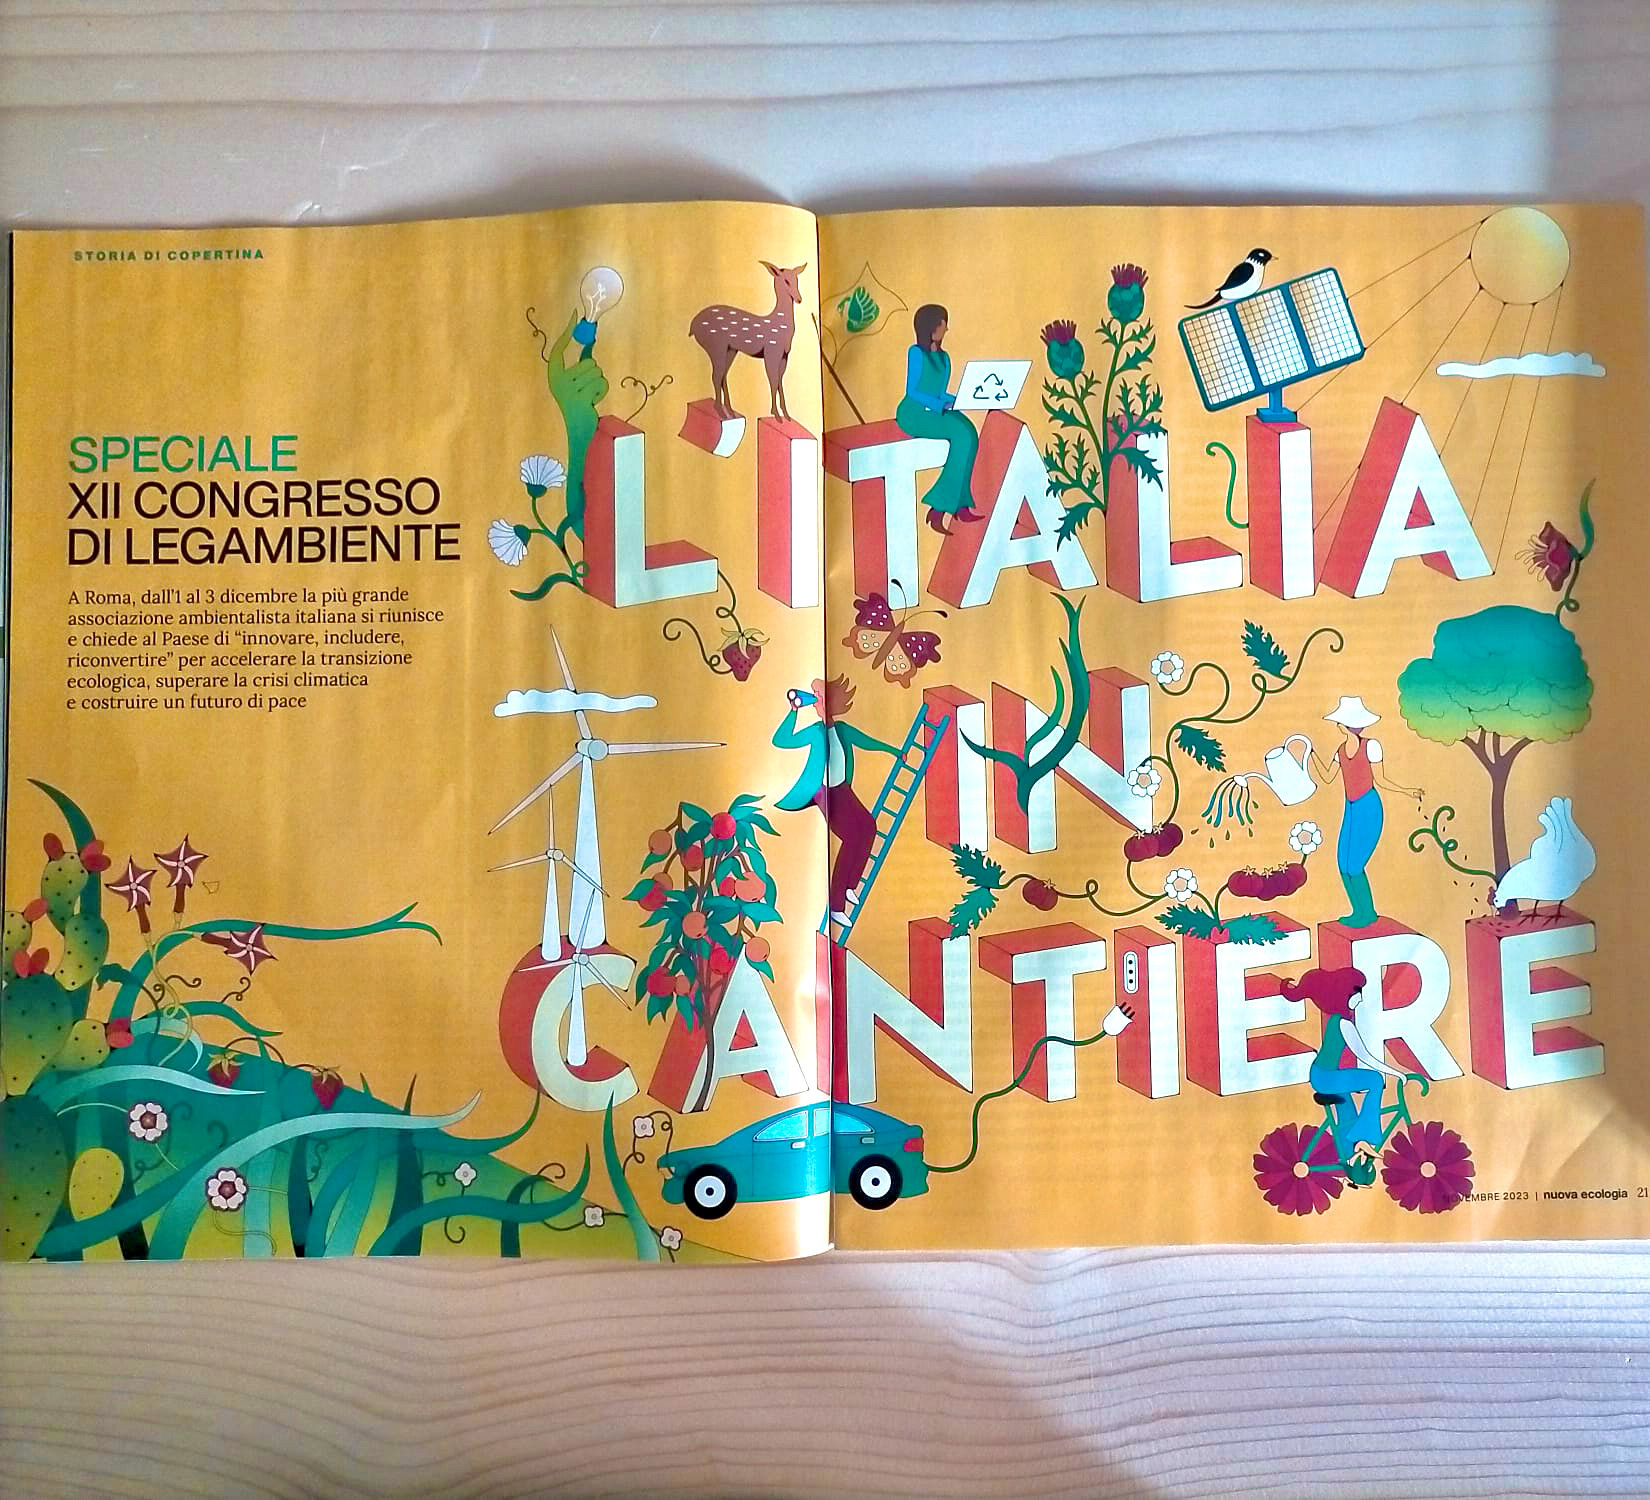 STORIA DI COPERTINA
SPECIALE
XII CONGRESSO
DI LEGAMBIENTE
A Roma, dall'1 al 3 dicembre la più grande
associazione ambientalista italiana si riunisce
e chiede al Paese di “innovare, includere,
riconvertire” per accelerare la transizione
ecologica, superare la crisi climatica
e costruire un futuro di pace
L'ITALIA
IN
CANTIERE
NOVEMBRE 2023 | nuova ecologia 21